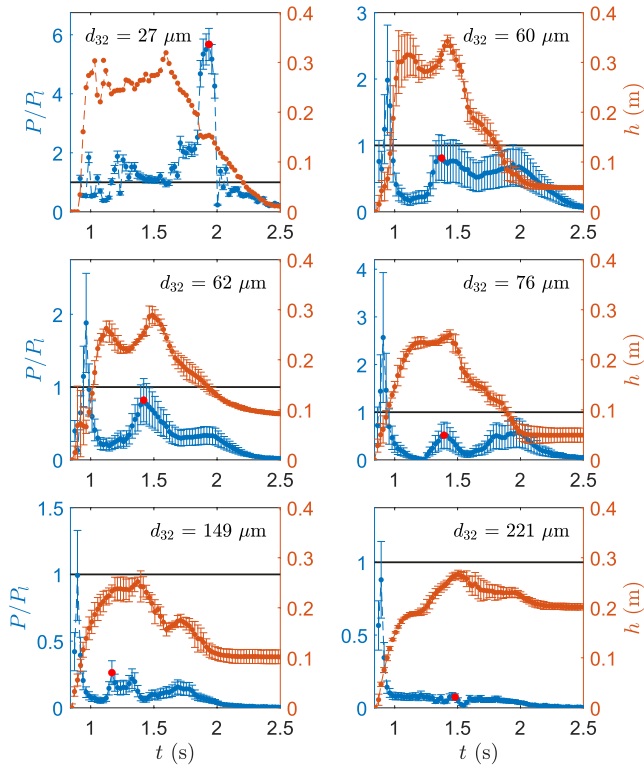 d₃₂ = 27 μm
P/Pₗ
6
4
2
0
0.4
0.3
0.2
0.1
0
1 1.5 2 2.5
d₃₂ = 60 μm
3
2
1
0
0.4
0.3
0.2
0.1
0
h (m)
1 1.5 2 2.5
d₃₂ = 62 μm
P/Pₗ
2
1
0
0.4
0.3
0.2
0.1
0
1 1.5 2 2.5
d₃₂ = 76 μm
4
3
2
1
0
0.4
0.3
0.2
0.1
0
h (m)
1 1.5 2 2.5
d₃₂ = 149 μm
P/Pₗ
1.5
1
0.5
0
0.4
0.3
0.2
0.1
0
1 1.5 2 2.5
t (s)
d₃₂ = 221 μm
1
0.5
0
0.4
0.3
0.2
0.1
0
h (m)
1 1.5 2 2.5
t (s)